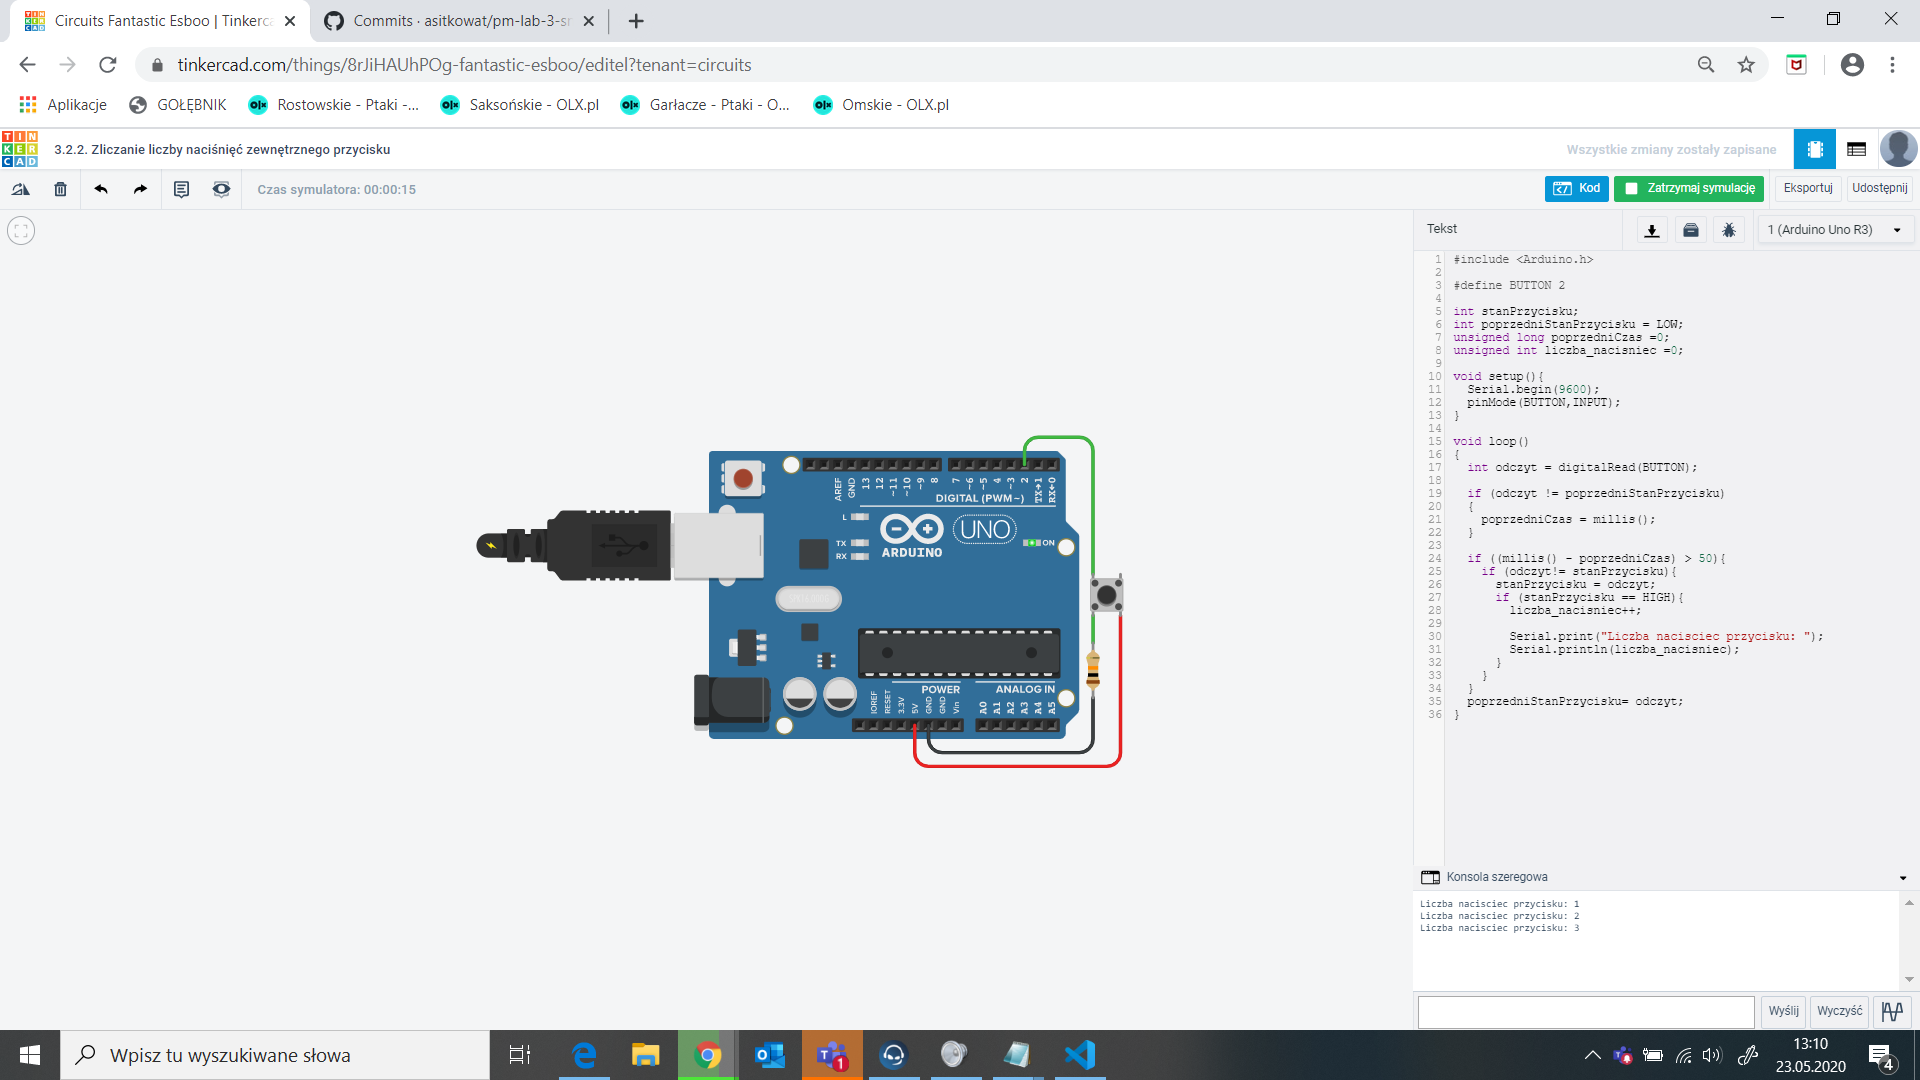 Circuits Fantastic Esboo | Tinkerca
Commits · asitkowat/pm-lab-3-sr
tinkercad.com/things/8rJiHAUhPOg-fantastic-esboo/editel?tenant=circuits
Aplikacje
GOŁĘBNIK
Rostowskie - Ptaki -...
Saksońskie - OLX.pl
Garłacze - Ptaki - O...
Omskie - OLX.pl
TIN
KER
CAD
3.2.2. Zliczanie liczby naciśnięć zewnętrznego przycisku
Wszystkie zmiany zostały zapisane
Czas symulatora: 00:00:15
Kod
Zatrzymaj symulację
Eksportuj
Udostępnij
Tekst
1 (Arduino Uno R3)
1 #include <Arduino.h>
2
3 #define BUTTON 2
4
5 int stanPrzycisku;
6 int poprzedniStanPrzycisku = LOW;
7 unsigned long poprzedniCzas =0;
8 unsigned int liczba_nacisniec =0;
9
10 void setup(){
11 Serial.begin(9600);
12 pinMode(BUTTON,INPUT);
13 }
14
15 void loop()
16 {
17 int odczyt = digitalRead(BUTTON);
18
19 if (odczyt != poprzedniStanPrzycisku)
20 {
21 poprzedniCzas = millis();
22 }
23
24 if ((millis() - poprzedniCzas) > 50){
25 if (odczyt!= stanPrzycisku){
26 stanPrzycisku = odczyt;
27 if (stanPrzycisku == HIGH){
28 liczba_nacisniec++;
29
30 Serial.print("Liczba nacisciec przycisku: ");
31 Serial.println(liczba_nacisniec);
32 }
33 }
34 }
35 poprzedniStanPrzycisku= odczyt;
36 }
AREF GND 13 12 ~11 ~10 ~9 8 7 ~6 ~5 4 ~3 2 TX→1 RX←0
DIGITAL (PWM~)
L
TX
RX
ARDUINO
UNO
ON
POWER
ANALOG IN
IOREF RESET 3.3V 5V GND GND Vin A0 A1 A2 A3 A4 A5
Konsola szeregowa
Liczba nacisciec przycisku: 1
Liczba nacisciec przycisku: 2
Liczba nacisciec przycisku: 3
Wyślij
Wyczyść
Wpisz tu wyszukiwane słowa
1
13:10
23.05.2020
4